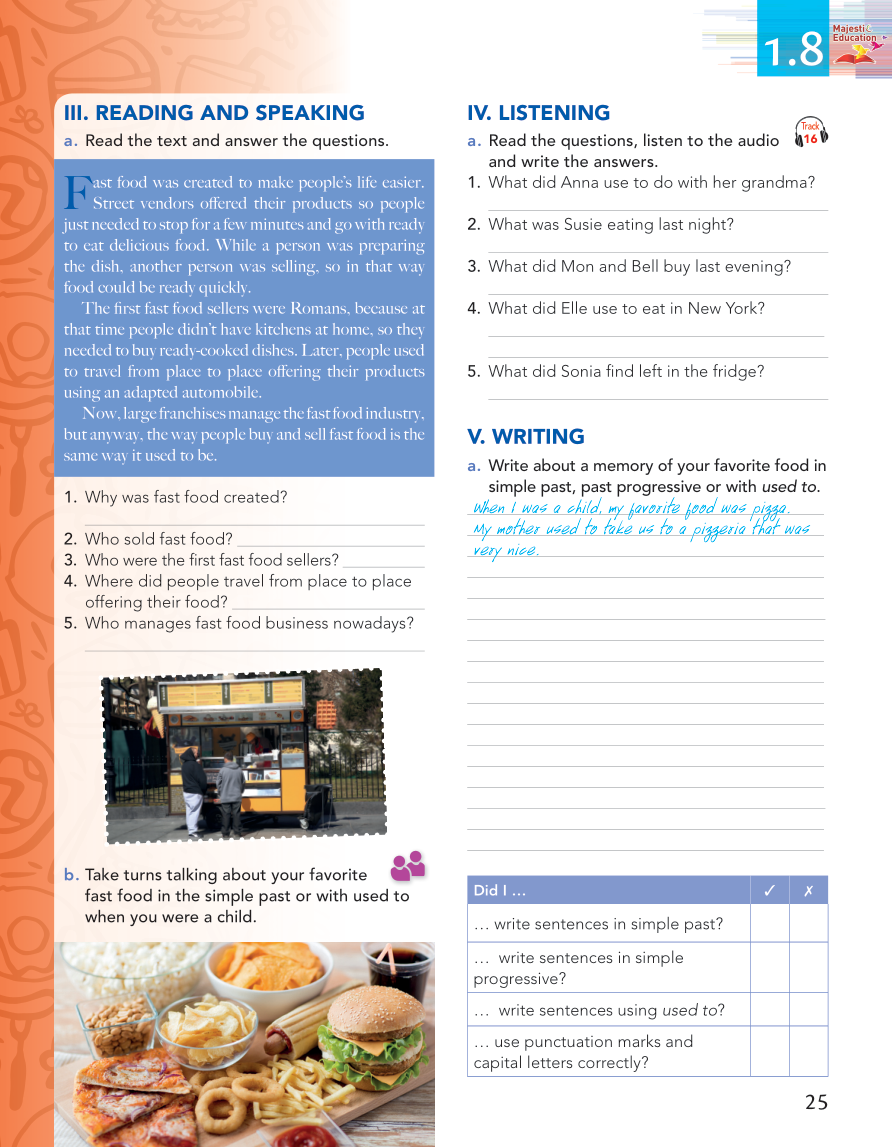 1.8
Majestic
Education
III. READING AND SPEAKING
a. Read the text and answer the questions.
Fast food was created to make people's life easier.
Street vendors offered their products so people
just needed to stop for a few minutes and go with ready
to eat delicious food. While a person was preparing
the dish, another person was selling, so in that way
food could be ready quickly.
The first fast food sellers were Romans, because at
that time people didn't have kitchens at home, so they
needed to buy ready-cooked dishes. Later, people used
to travel from place to place offering their products
using an adapted automobile.
Now, large franchises manage the fast food industry,
but anyway, the way people buy and sell fast food is the
same way it used to be.
1. Why was fast food created?
2. Who sold fast food?
3. Who were the first fast food sellers?
4. Where did people travel from place to place
offering their food?
5. Who manages fast food business nowadays?
b. Take turns talking about your favorite
fast food in the simple past or with used to
when you were a child.
IV. LISTENING
Track
16
a. Read the questions, listen to the audio
and write the answers.
1. What did Anna use to do with her grandma?
2. What was Susie eating last night?
3. What did Mon and Bell buy last evening?
4. What did Elle use to eat in New York?
5. What did Sonia find left in the fridge?
V. WRITING
a. Write about a memory of your favorite food in
simple past, past progressive or with used to.
When I was a child, my favorite food was pizza.
My mother used to take us to a pizzeria that was
very nice.
Did I ... ✓ ✗
... write sentences in simple past?
... write sentences in simple
progressive?
... write sentences using used to?
... use punctuation marks and
capital letters correctly?
25